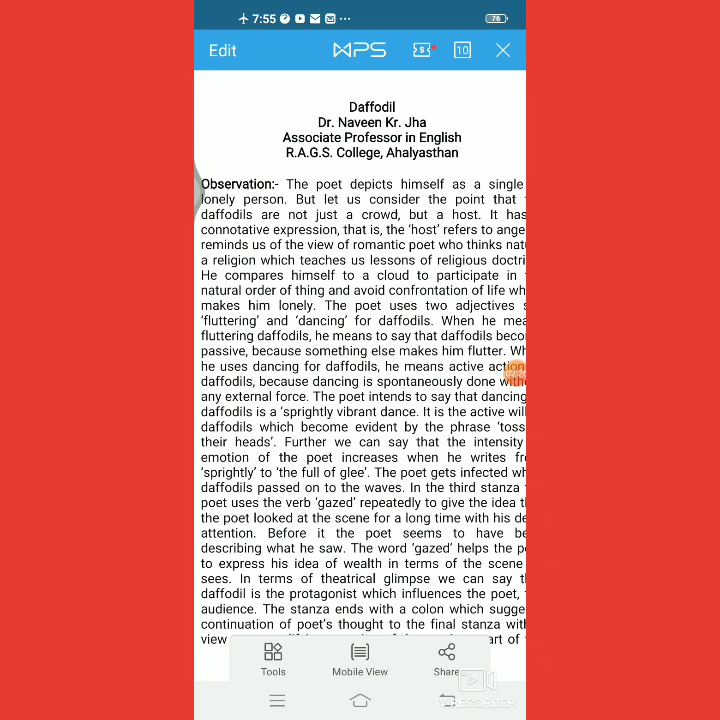 7:55
76
Edit
WPS
10
Daffodil
Dr. Naveen Kr. Jha
Associate Professor in English
R.A.G.S. College, Ahalyasthan
Observation:- The poet depicts himself as a single
lonely person. But let us consider the point that
daffodils are not just a crowd, but a host. It has
connotative expression, that is, the 'host' refers to ange
reminds us of the view of romantic poet who thinks nat
a religion which teaches us lessons of religious doctri
He compares himself to a cloud to participate in
natural order of thing and avoid confrontation of life wh
makes him lonely. The poet uses two adjectives s
'fluttering' and 'dancing' for daffodils. When he mea
fluttering daffodils, he means to say that daffodils beco
passive, because something else makes him flutter. Wh
he uses dancing for daffodils, he means active action
daffodils, because dancing is spontaneously done with
any external force. The poet intends to say that dancing
daffodils is a 'sprightly vibrant dance. It is the active will
daffodils which become evident by the phrase 'toss
their heads'. Further we can say that the intensity
emotion of the poet increases when he writes fr
'sprightly' to 'the full of glee'. The poet gets infected wh
daffodils passed on to the waves. In the third stanza
poet uses the verb 'gazed' repeatedly to give the idea t
the poet looked at the scene for a long time with his de
attention. Before it the poet seems to have be
describing what he saw. The word 'gazed' helps the p
to express his idea of wealth in terms of the scene
sees. In terms of theatrical glimpse we can say t
daffodil is the protagonist which influences the poet,
audience. The stanza ends with a colon which sugge
continuation of poet's thought to the final stanza with
view art of
Tools
Mobile View
Share
RECORDER